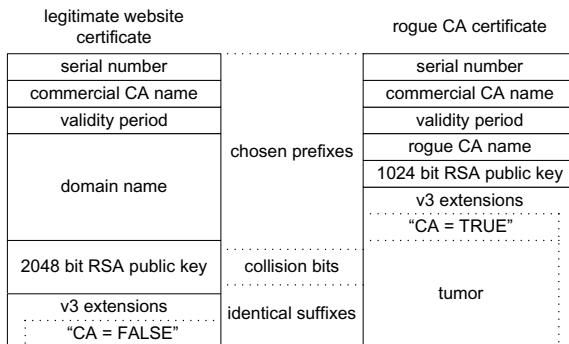 legitimate website
certificate
serial number
commercial CA name
validity period
domain name
2048 bit RSA public key
v3 extensions
“CA = FALSE”
chosen prefixes
collision bits
identical suffixes
rogue CA certificate
serial number
commercial CA name
validity period
rogue CA name
1024 bit RSA public key
v3 extensions
“CA = TRUE”
tumor